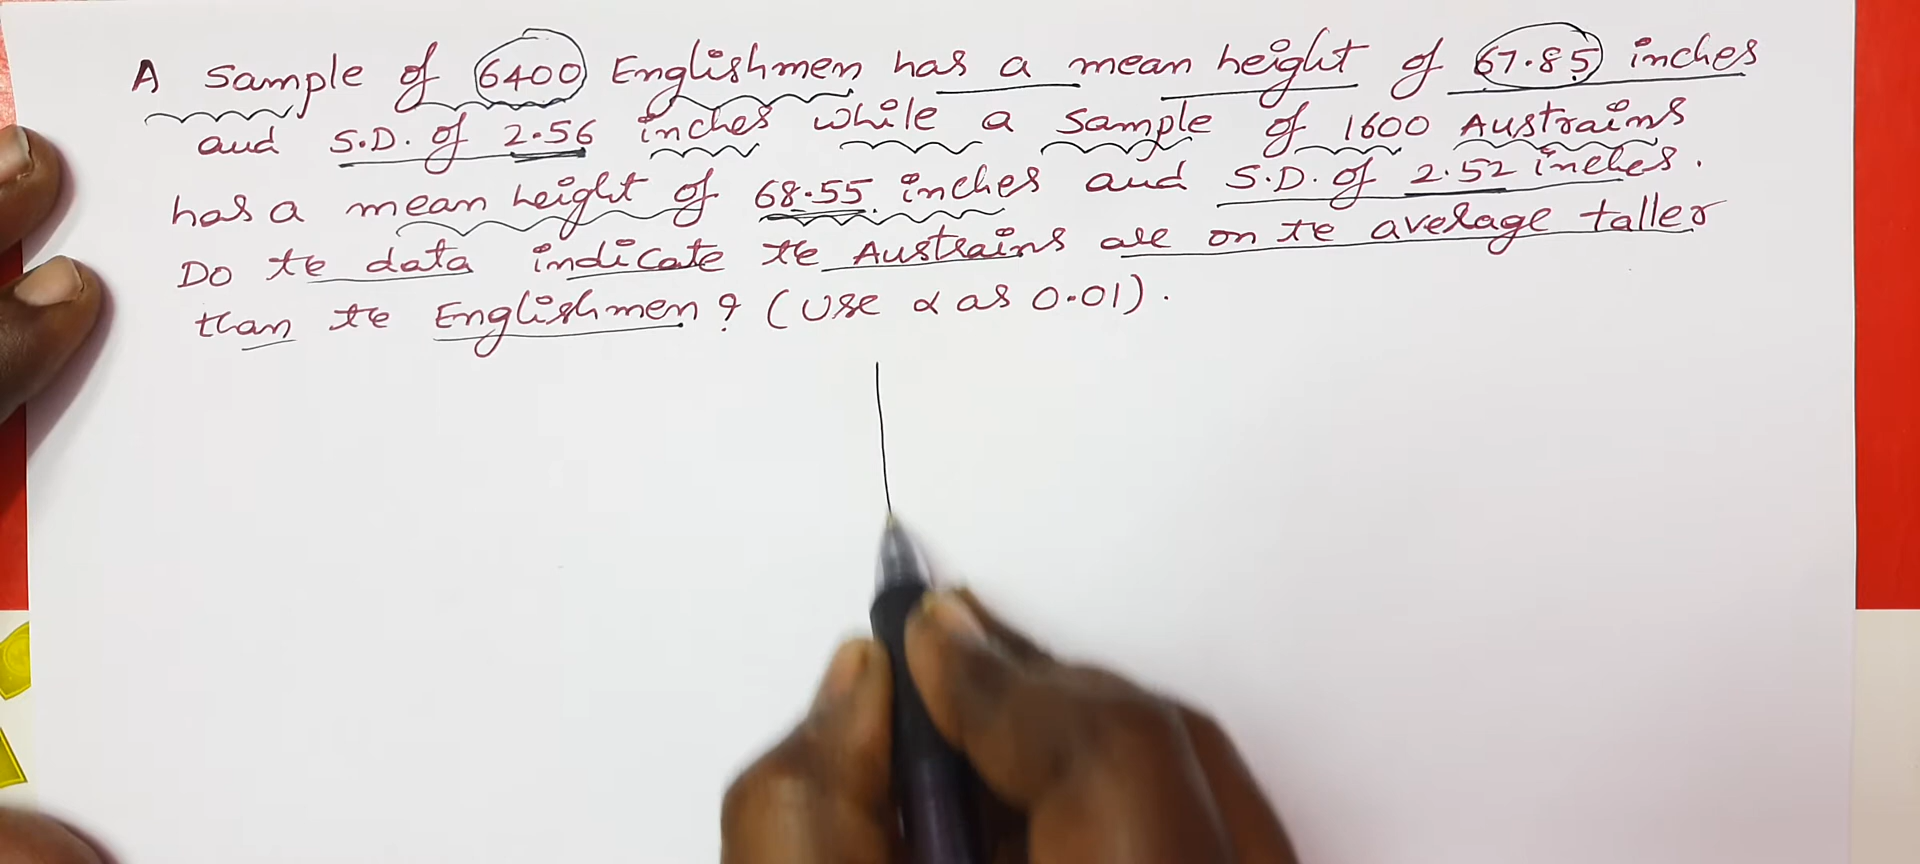 A Sample of 6400 Englishmen has a mean height of 67.85 inches
and S.D. of 2.56 inches while a Sample of 1600 Austrains
has a mean height of 68.55 inches and S.D. of 2.52 inches.
Do te data indicate te Austrains are on te average taller
than te Englishmen? (Use α as 0.01).